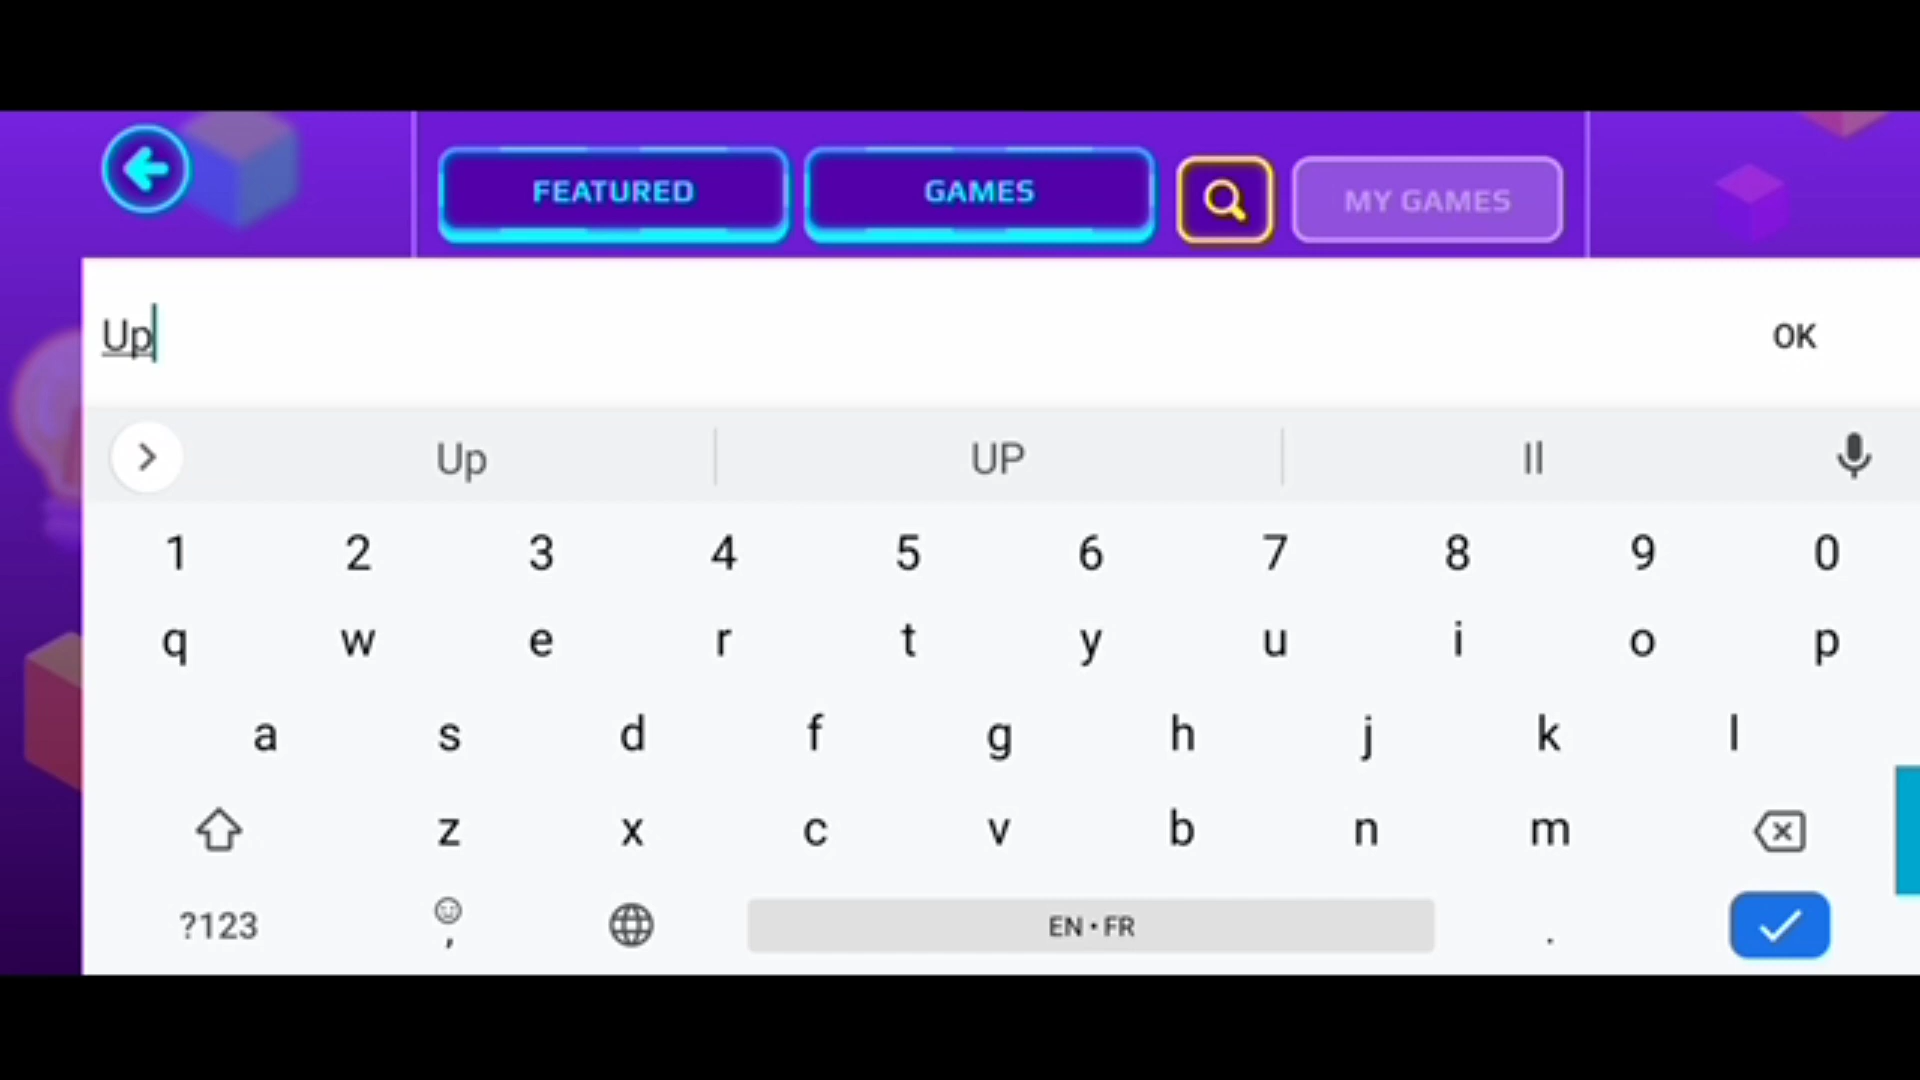 FEATURED GAMES MY GAMES
Up OK
Up UP Il
1 2 3 4 5 6 7 8 9 0
q w e r t y u i o p
a s d f g h j k l
z x c v b n m
?123 , EN • FR .